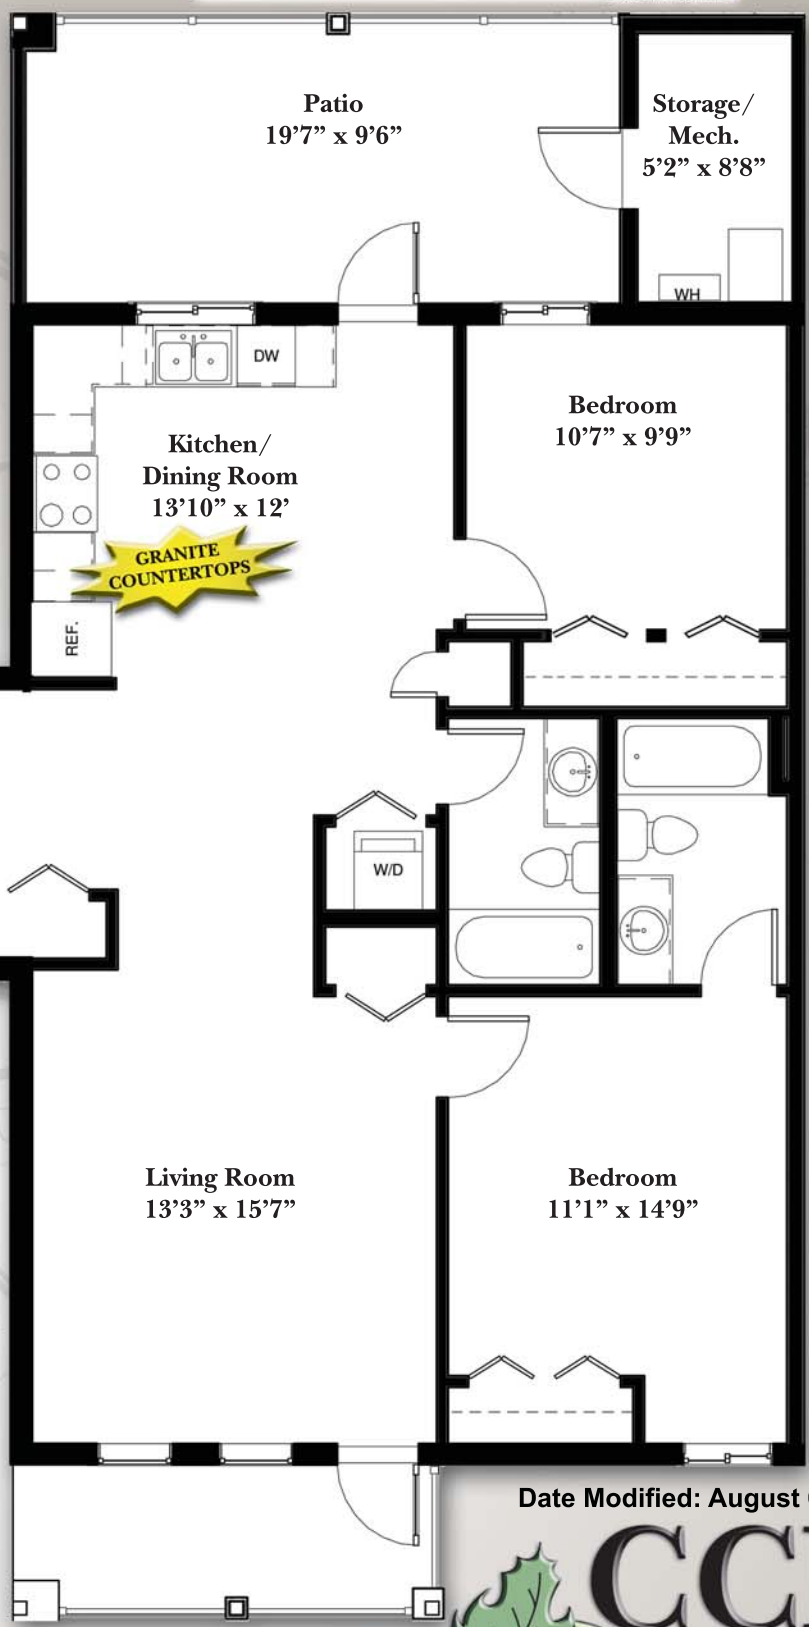 Patio
19’7” x 9’6”
Storage/
Mech.
5’2” x 8’8”
WH
DW
Bedroom
10’7” x 9’9”
Kitchen/
Dining Room
13’10” x 12’
GRANITE
COUNTERTOPS
REF.
W/D
Living Room
13’3” x 15’7”
Bedroom
11’1” x 14’9”
Date Modified: August